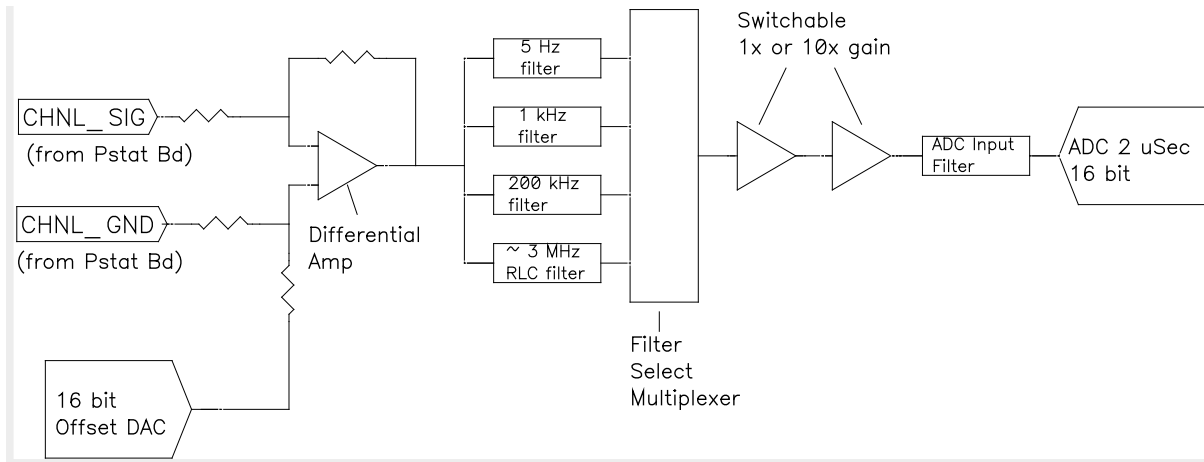 CHNL_SIG
(from Pstat Bd)
CHNL_GND
(from Pstat Bd)
16 bit
Offset DAC
Differential
Amp
5 Hz
filter
1 kHz
filter
200 kHz
filter
~ 3 MHz
RLC filter
Filter
Select
Multiplexer
Switchable
1x or 10x gain
ADC Input
Filter
ADC 2 uSec
16 bit